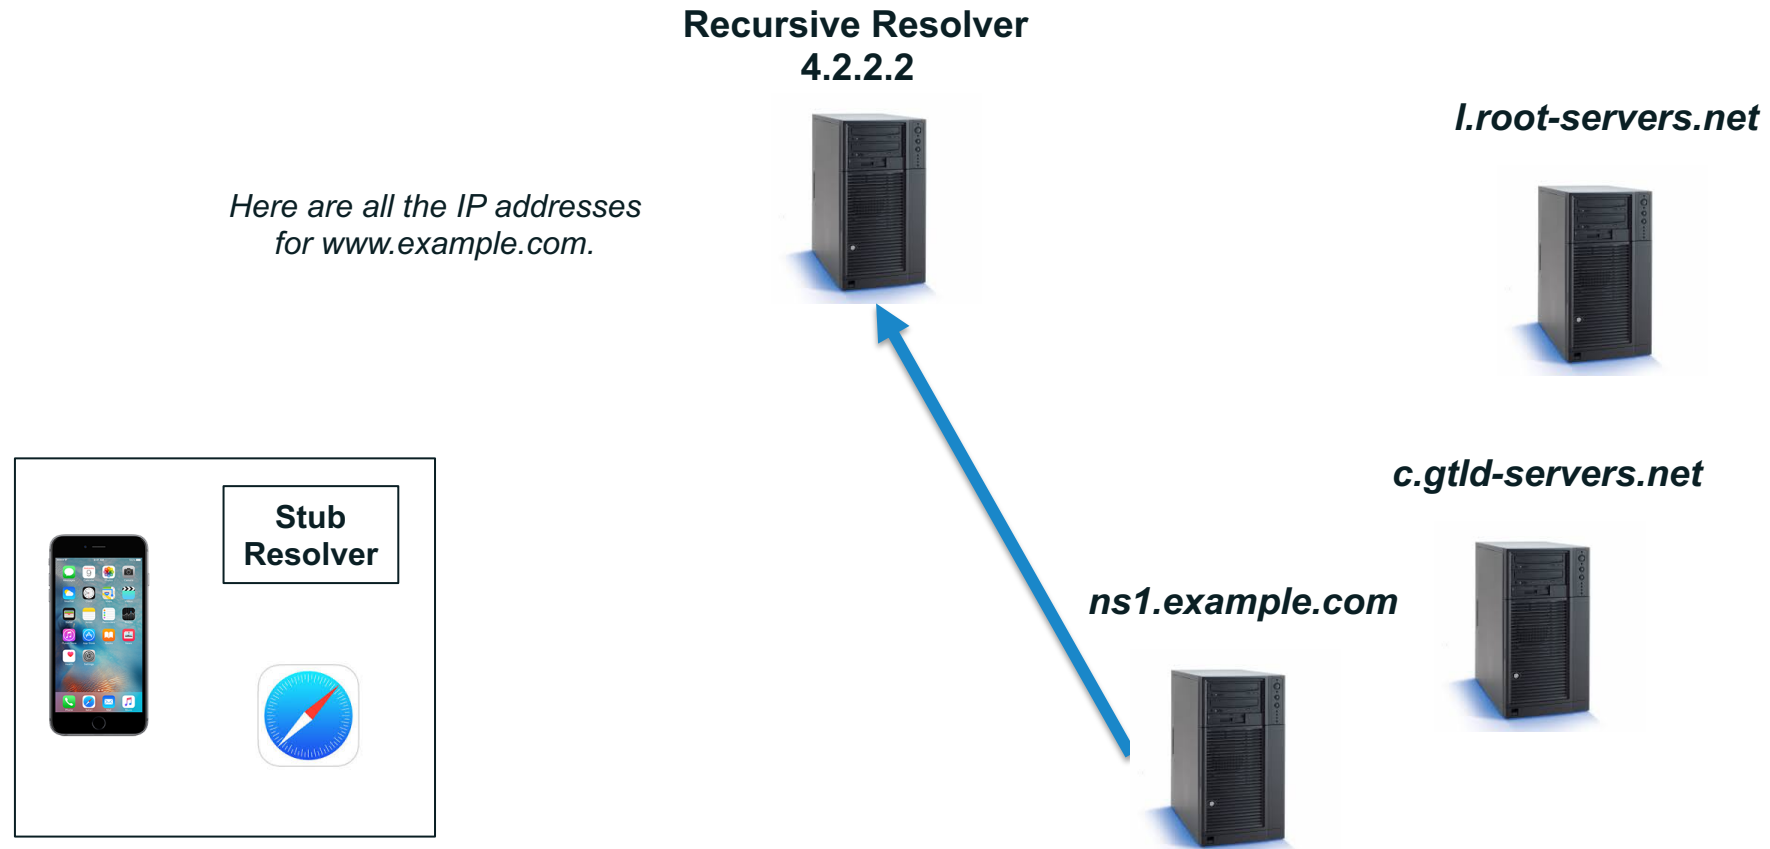 Recursive Resolver
4.2.2.2
l.root-servers.net
Here are all the IP addresses
for www.example.com.
c.gtld-servers.net
Stub
Resolver
ns1.example.com